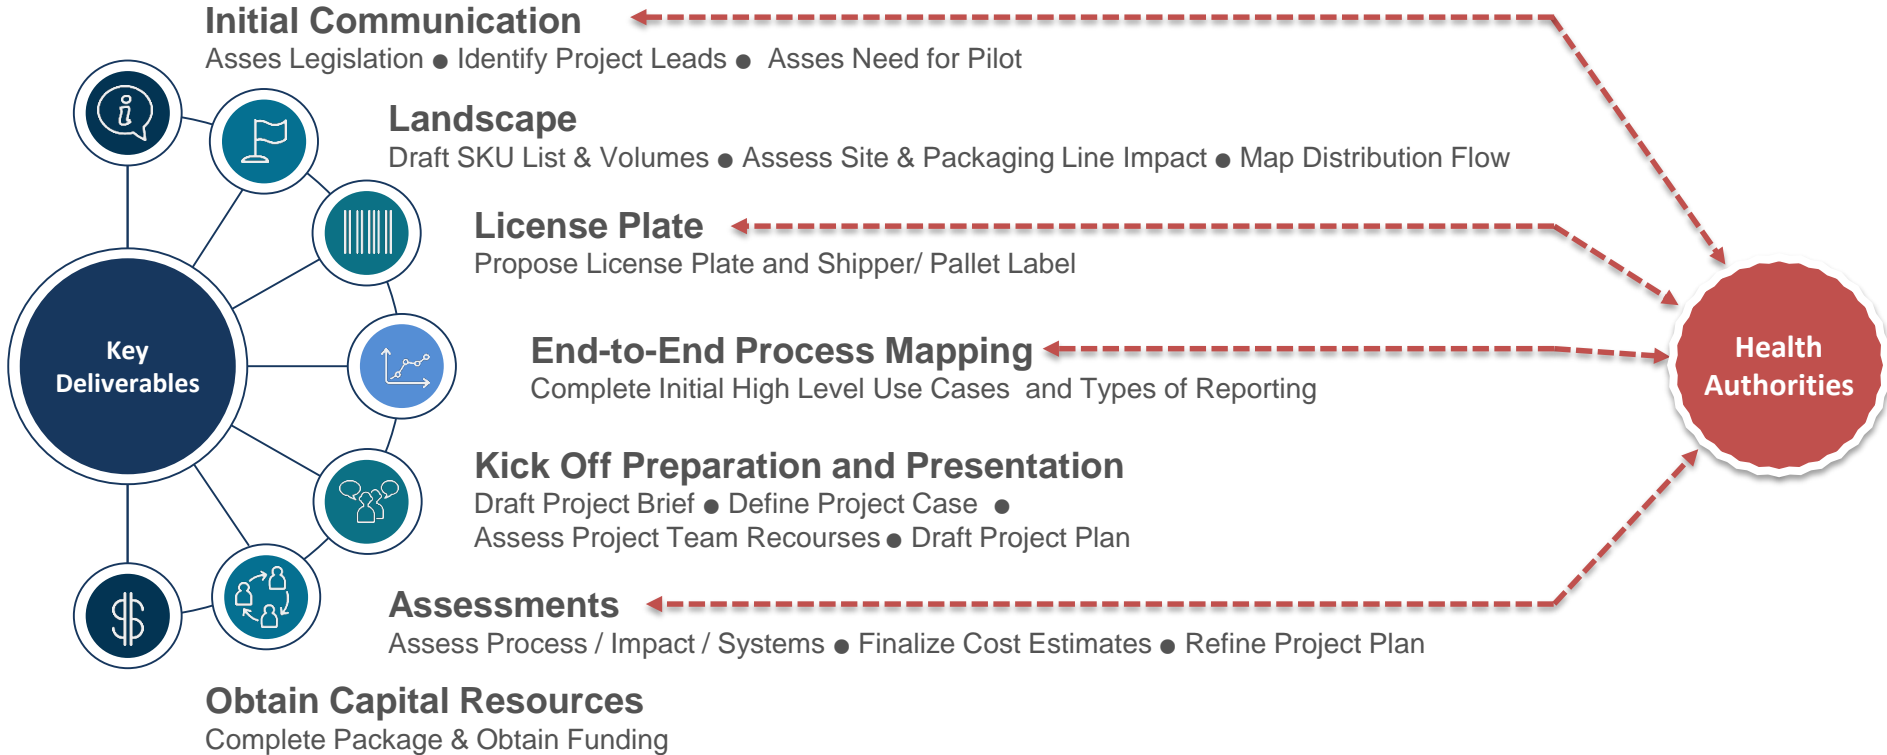 Initial Communication
Asses Legislation ● Identify Project Leads ● Asses Need for Pilot
Landscape
Draft SKU List & Volumes ● Assess Site & Packaging Line Impact ● Map Distribution Flow
License Plate
Propose License Plate and Shipper/ Pallet Label
End-to-End Process Mapping
Complete Initial High Level Use Cases and Types of Reporting
Kick Off Preparation and Presentation
Draft Project Brief ● Define Project Case ●
Assess Project Team Recourses ● Draft Project Plan
Assessments
Assess Process / Impact / Systems ● Finalize Cost Estimates ● Refine Project Plan
Obtain Capital Resources
Complete Package & Obtain Funding
Key
Deliverables
Health
Authorities
i
$